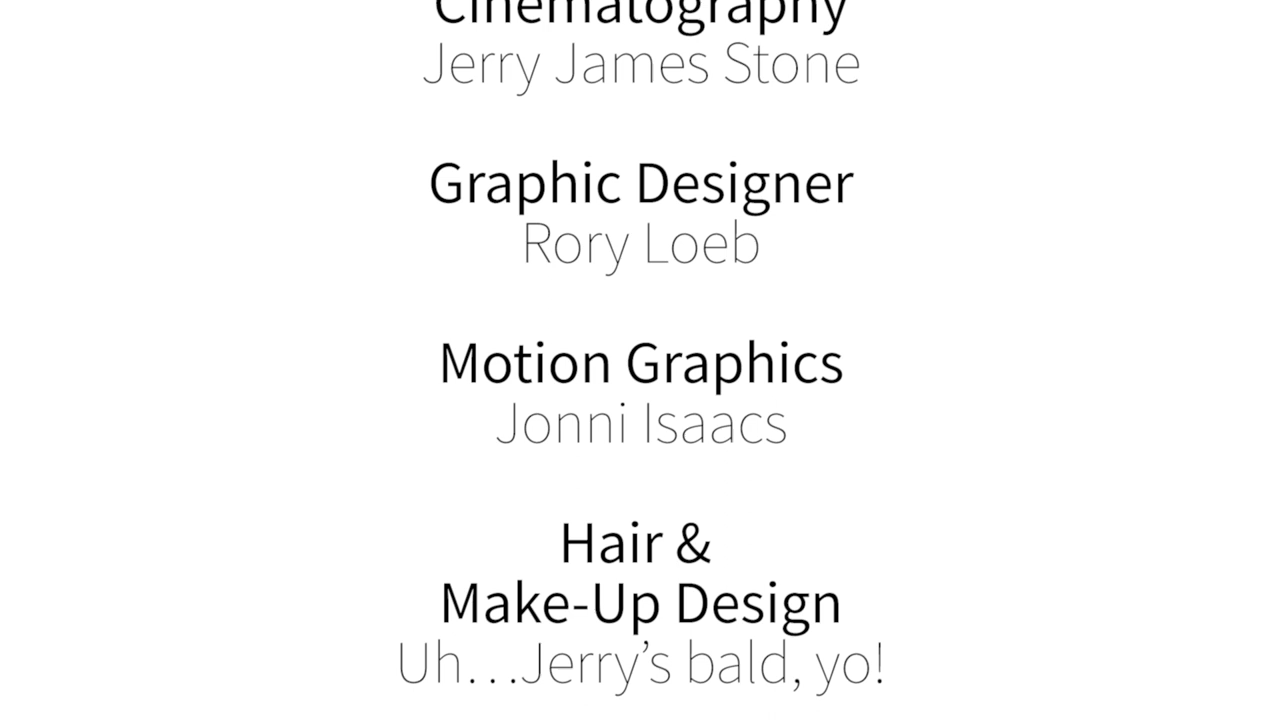 Cinematography
Jerry James Stone
Graphic Designer
Rory Loeb
Motion Graphics
Jonni Isaacs
Hair &
Make-Up Design
Uh...Jerry’s bald, yo!